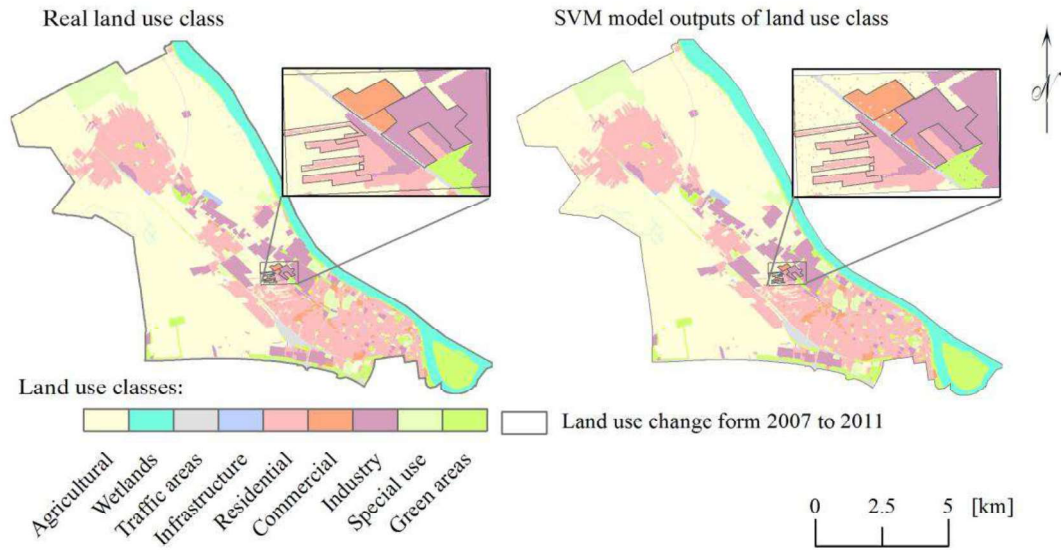 Real land use class
SVM model outputs of land use class
N
Land use classes:
Agricultural
Wetlands
Traffic areas
Infrastructure
Residential
Commercial
Industry
Special use
Green areas
Land use change form 2007 to 2011
0 2.5 5 [km]